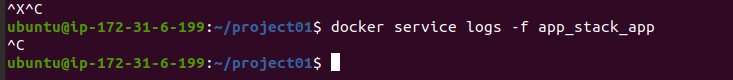 ^X^C
ubuntu@ip-172-31-6-199:~/project01$ docker service logs -f app_stack_app
^C
ubuntu@ip-172-31-6-199:~/project01$